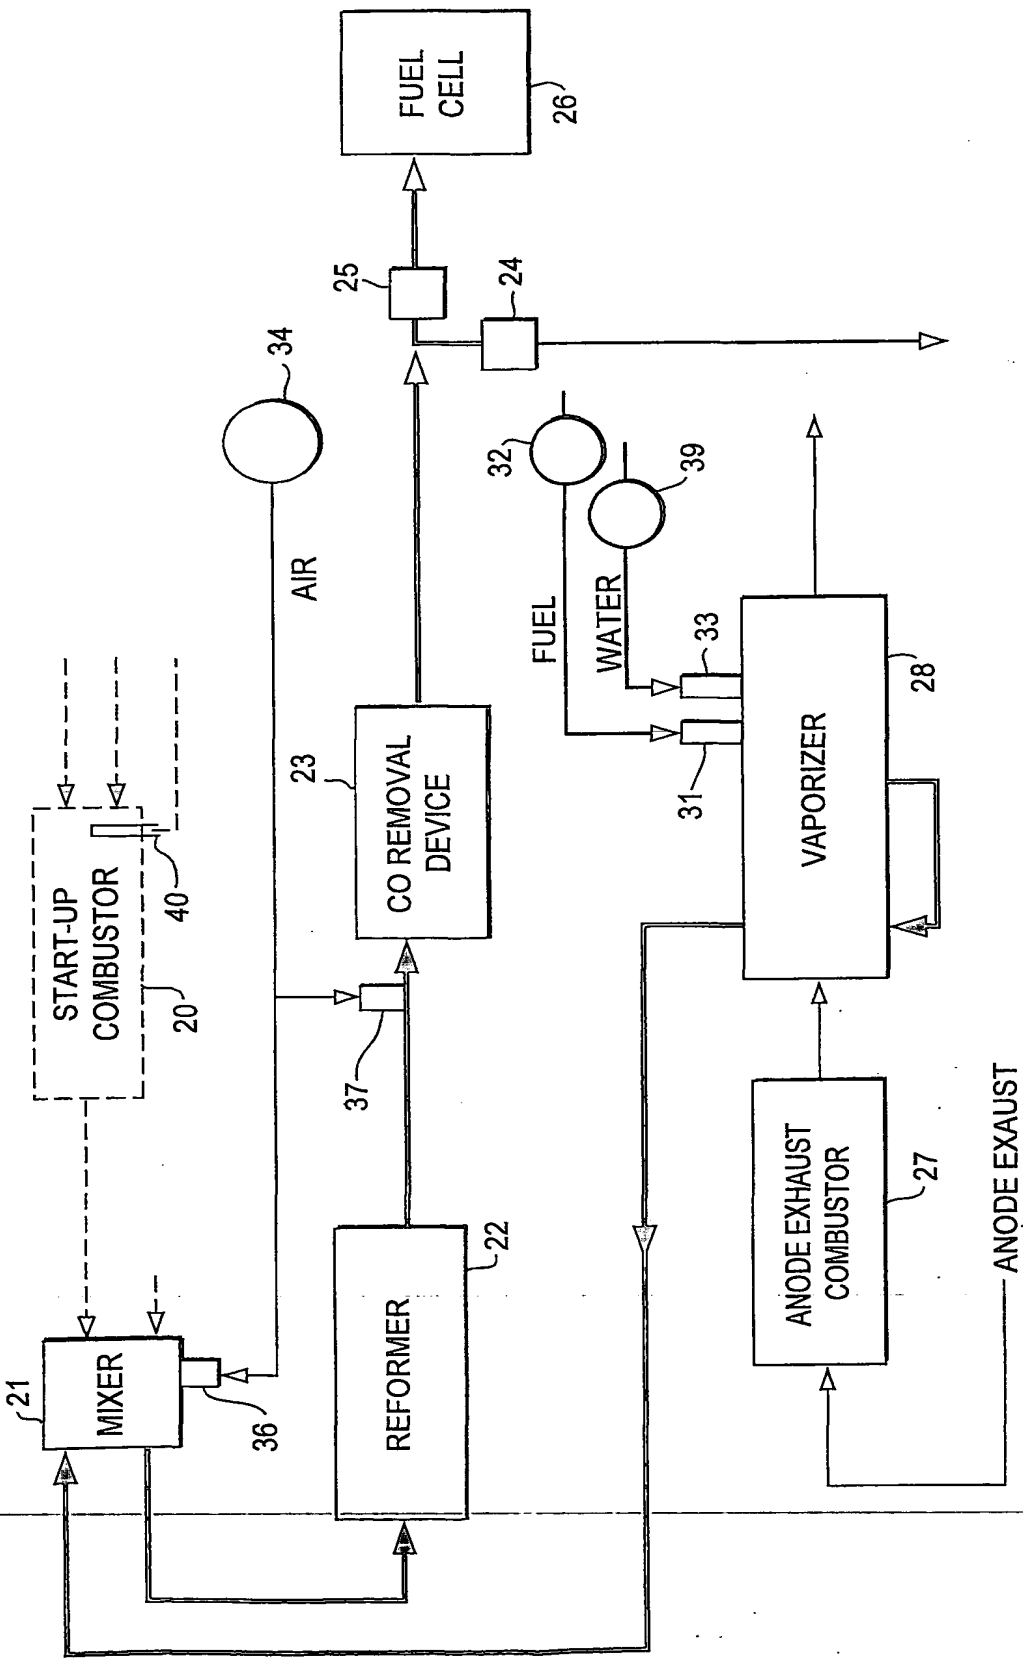 START-UP
COMBUSTOR
20
40
21
MIXER
36
34
AIR
37
23
CO REMOVAL
DEVICE
25
24
FUEL
CELL
26
REFORMER
22
32
FUEL
39
WATER
31
33
VAPORIZER
28
ANODE EXHAUST
COMBUSTOR
27
ANODE EXAUST